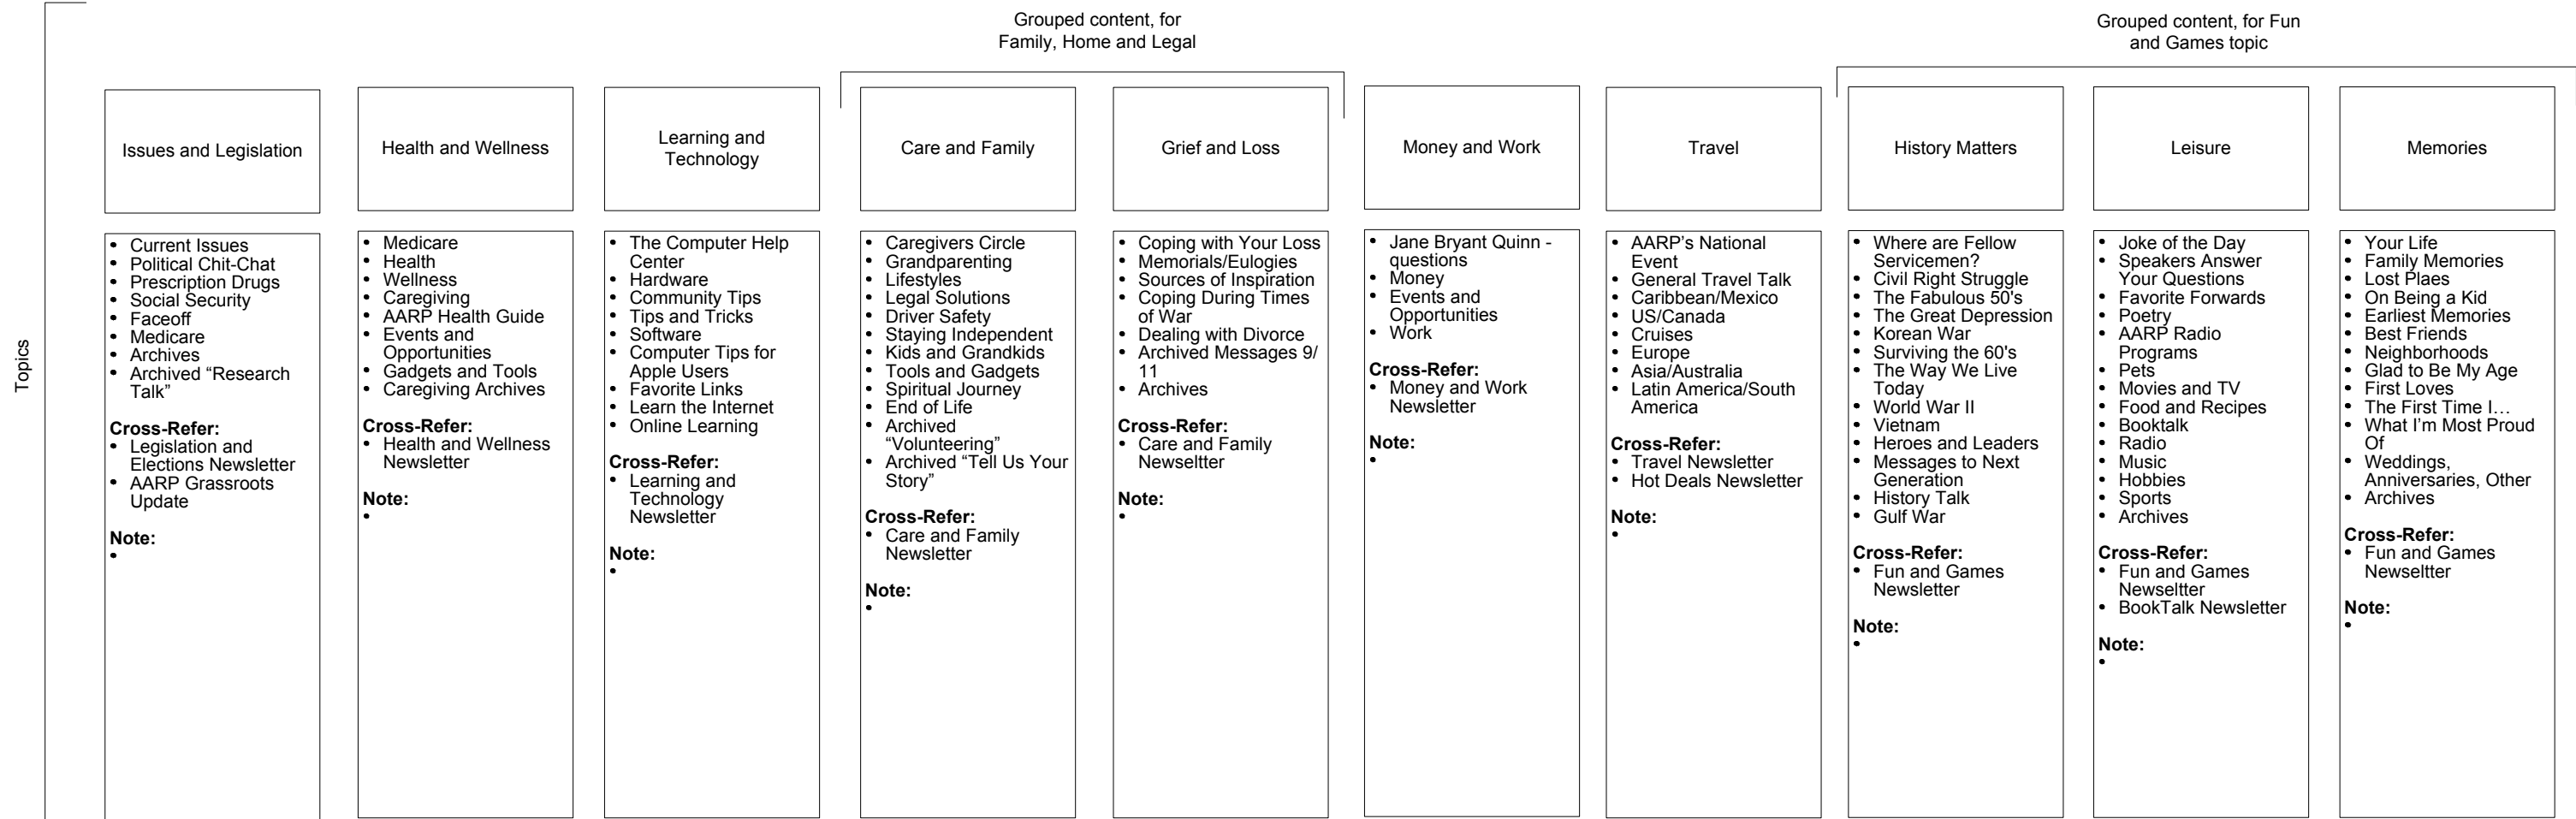 Topics
Grouped content, for
Family, Home and Legal
Grouped content, for Fun
and Games topic
Issues and Legislation
• Current Issues
• Political Chit-Chat
• Prescription Drugs
• Social Security
• Faceoff
• Medicare
• Archives
• Archived “Research
Talk”
Cross-Refer:
• Legislation and
Elections Newsletter
• AARP Grassroots
Update
Note:
•
Health and Wellness
• Medicare
• Health
• Wellness
• Caregiving
• AARP Health Guide
• Events and
Opportunities
• Gadgets and Tools
• Caregiving Archives
Cross-Refer:
• Health and Wellness
Newsletter
Note:
•
Learning and
Technology
• The Computer Help
Center
• Hardware
• Community Tips
• Tips and Tricks
• Software
• Computer Tips for
Apple Users
• Favorite Links
• Learn the Internet
• Online Learning
Cross-Refer:
• Learning and
Technology
Newsletter
Note:
•
Care and Family
• Caregivers Circle
• Grandparenting
• Lifestyles
• Legal Solutions
• Driver Safety
• Staying Independent
• Kids and Grandkids
• Tools and Gadgets
• Spiritual Journey
• End of Life
• Archived
“Volunteering”
• Archived “Tell Us Your
Story”
Cross-Refer:
• Care and Family
Newsletter
Note:
•
Grief and Loss
• Coping with Your Loss
• Memorials/Eulogies
• Sources of Inspiration
• Coping During Times
of War
• Dealing with Divorce
• Archived Messages 9/
11
• Archives
Cross-Refer:
• Care and Family
Newseltter
Note:
•
Money and Work
• Jane Bryant Quinn -
questions
• Money
• Events and
Opportunities
• Work
Cross-Refer:
• Money and Work
Newsletter
Note:
•
Travel
• AARP’s National
Event
• General Travel Talk
• Caribbean/Mexico
• US/Canada
• Cruises
• Europe
• Asia/Australia
• Latin America/South
America
Cross-Refer:
• Travel Newsletter
• Hot Deals Newsletter
Note:
•
History Matters
• Where are Fellow
Servicemen?
• Civil Right Struggle
• The Fabulous 50's
• The Great Depression
• Korean War
• Surviving the 60's
• The Way We Live
Today
• World War II
• Vietnam
• Heroes and Leaders
• Messages to Next
Generation
• History Talk
• Gulf War
Cross-Refer:
• Fun and Games
Newsletter
Note:
•
Leisure
• Joke of the Day
• Speakers Answer
Your Questions
• Favorite Forwards
• Poetry
• AARP Radio
Programs
• Pets
• Movies and TV
• Food and Recipes
• Booktalk
• Radio
• Music
• Hobbies
• Sports
• Archives
Cross-Refer:
• Fun and Games
Newseltter
• BookTalk Newsletter
Note:
•
Memories
• Your Life
• Family Memories
• Lost Plaes
• On Being a Kid
• Earliest Memories
• Best Friends
• Neighborhoods
• Glad to Be My Age
• First Loves
• The First Time I…
• What I’m Most Proud
Of
• Weddings,
Anniversaries, Other
• Archives
Cross-Refer:
• Fun and Games
Newseltter
Note:
•